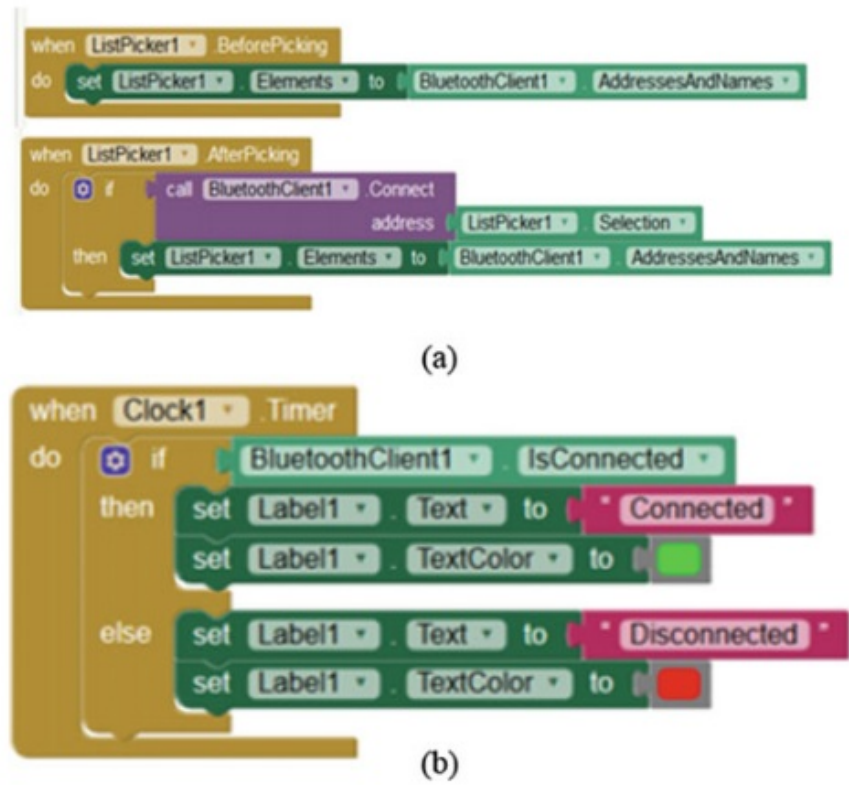 when ListPicker1 .BeforePicking
do set ListPicker1 . Elements to BluetoothClient1 . AddressesAndNames
when ListPicker1 .AfterPicking
do if call BluetoothClient1 .Connect
address ListPicker1 . Selection
then set ListPicker1 . Elements to BluetoothClient1 . AddressesAndNames
(a)
when Clock1 .Timer
do if BluetoothClient1 . IsConnected
then set Label1 . Text to " Connected "
set Label1 . TextColor to
else set Label1 . Text to " Disconnected "
set Label1 . TextColor to
(b)